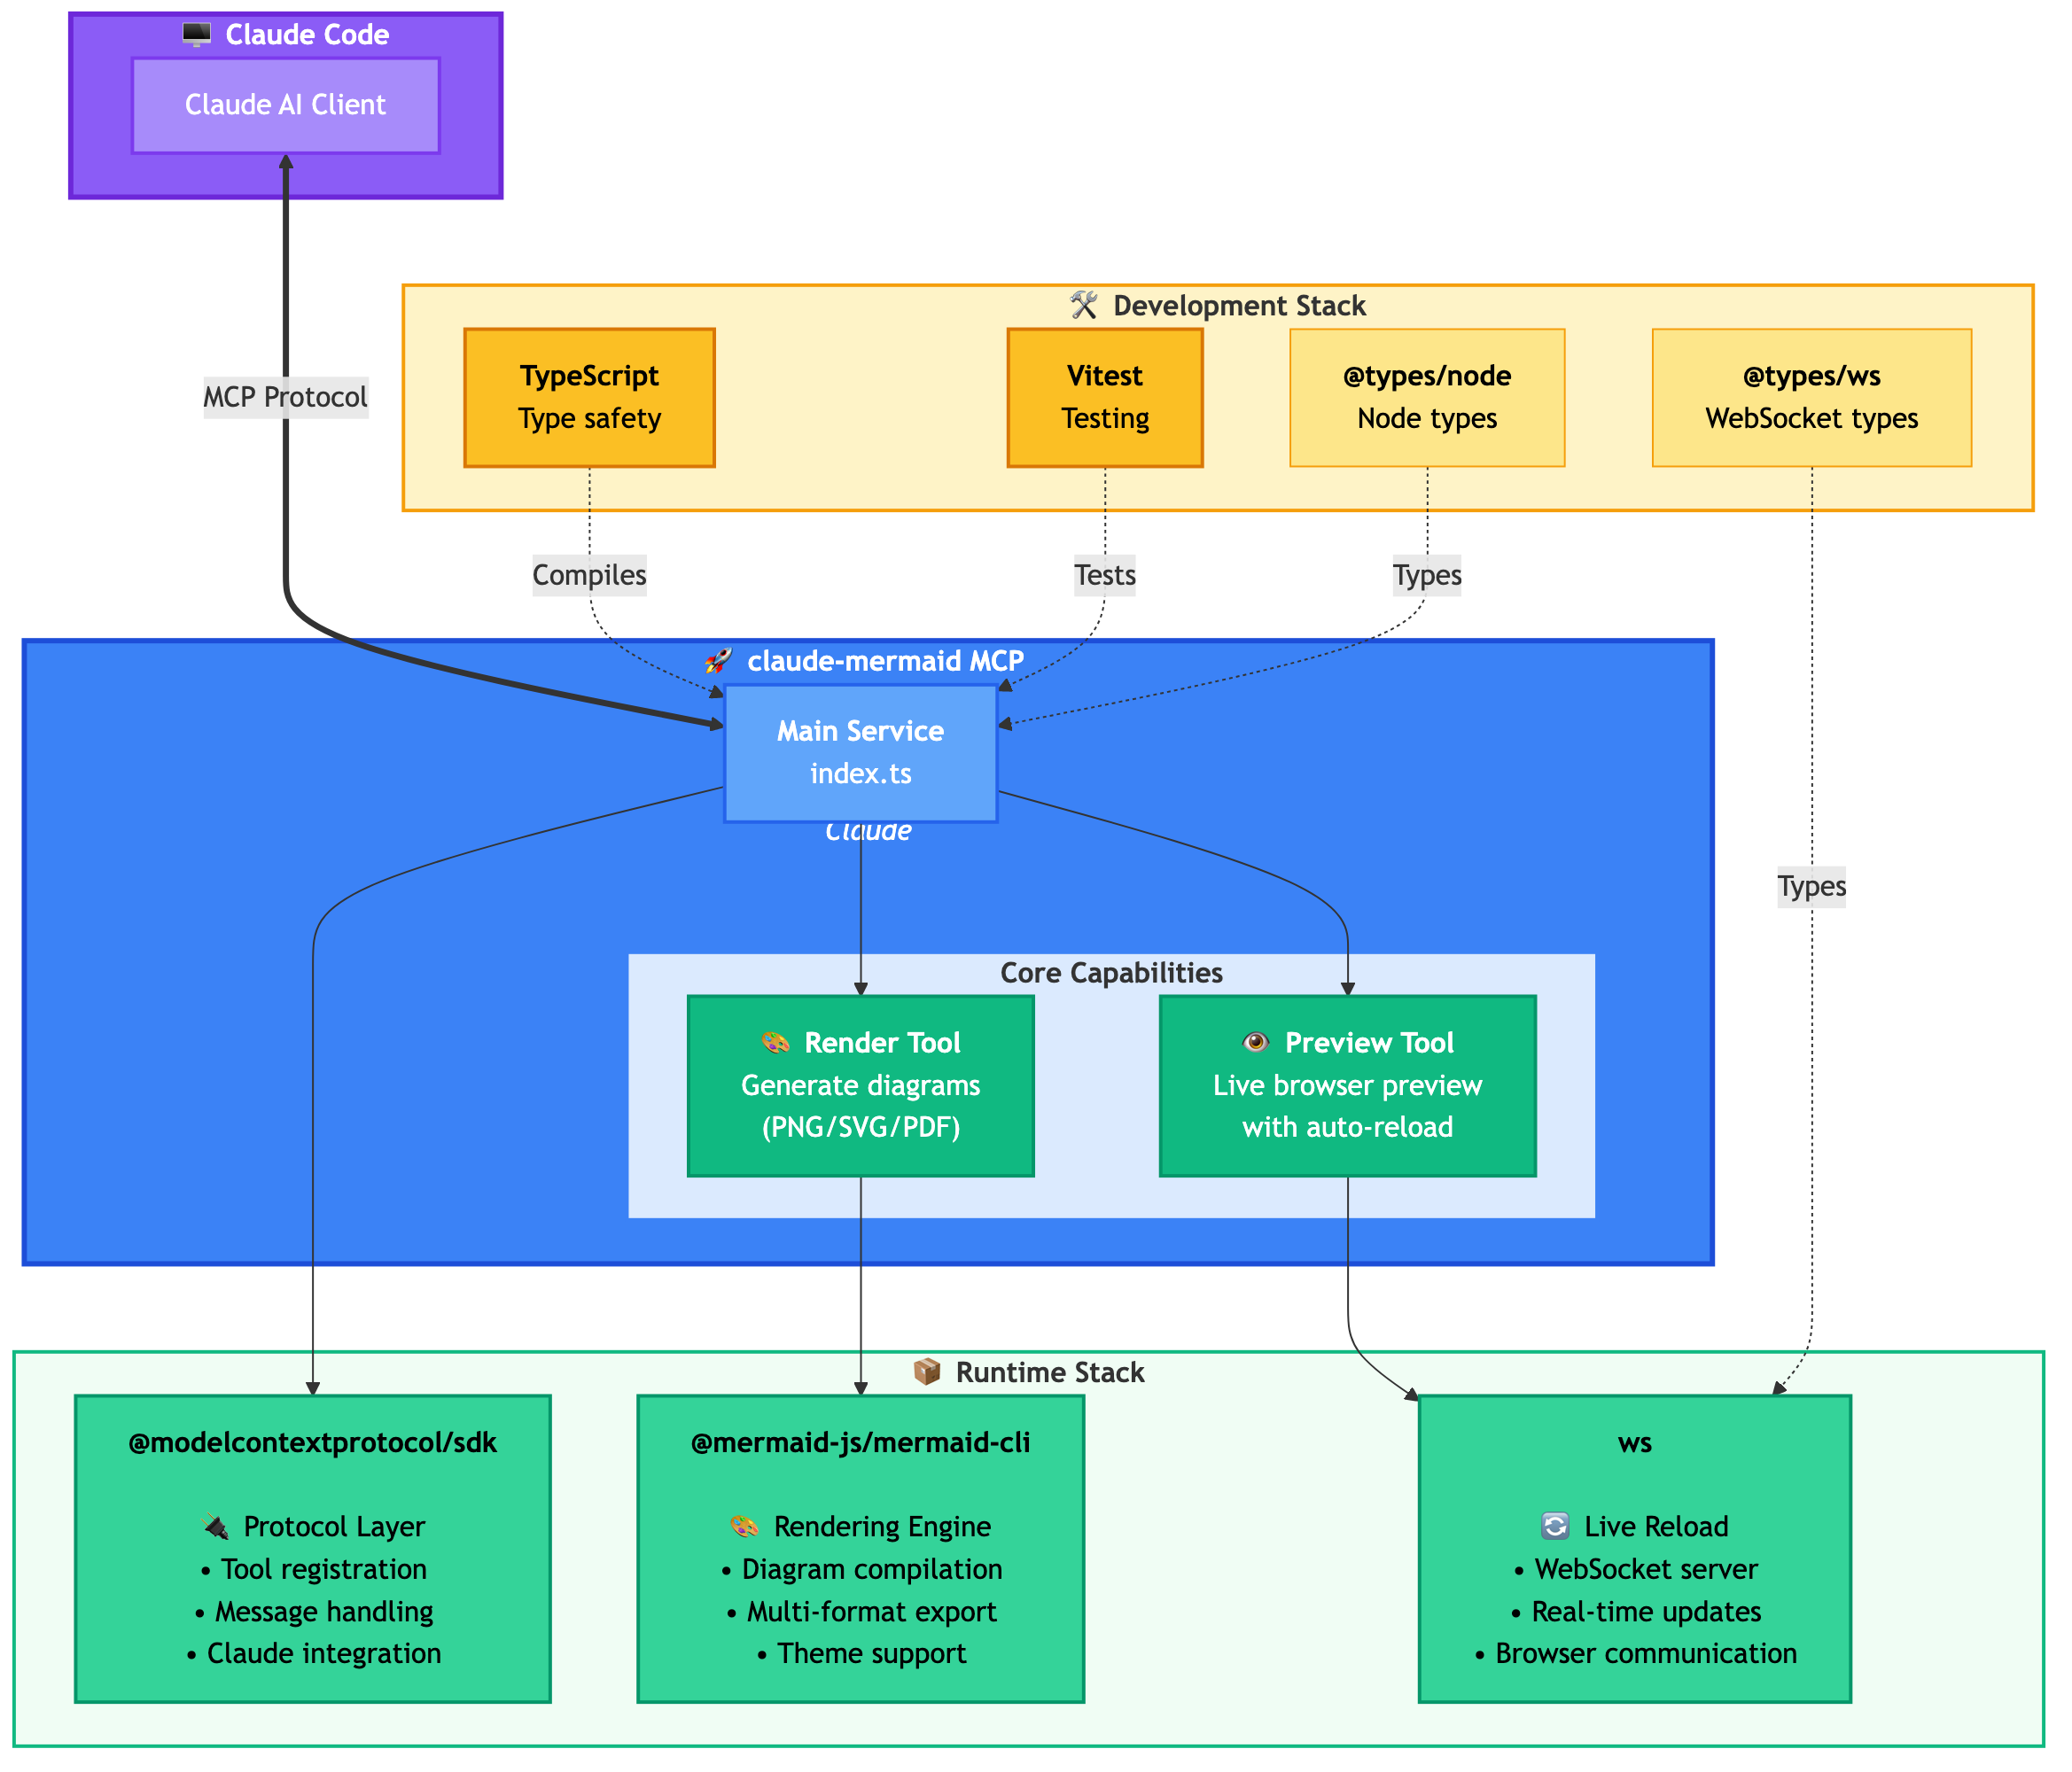 🖥️ Claude Code
Claude AI Client
🛠️ Development Stack
TypeScript
Type safety
Vitest
Testing
@types/node
Node types
@types/ws
WebSocket types
MCP Protocol
Compiles
Tests
Types
🚀 claude-mermaid MCP
Main Service
index.ts
Claude
Types
Core Capabilities
🎨 Render Tool
Generate diagrams
(PNG/SVG/PDF)
👁️ Preview Tool
Live browser preview
with auto-reload
📦 Runtime Stack
@modelcontextprotocol/sdk
🔌 Protocol Layer
• Tool registration
• Message handling
• Claude integration
@mermaid-js/mermaid-cli
🎨 Rendering Engine
• Diagram compilation
• Multi-format export
• Theme support
ws
🔄 Live Reload
• WebSocket server
• Real-time updates
• Browser communication